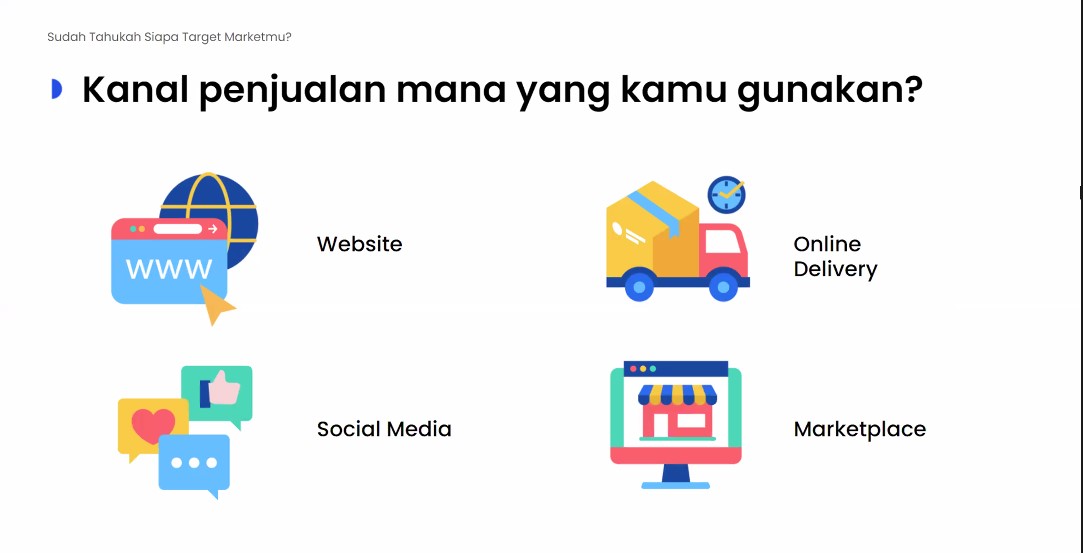 Sudah Tahukah Siapa Target Marketmu?
Kanal penjualan mana yang kamu gunakan?
www
Website
Online
Delivery
Social Media
Marketplace